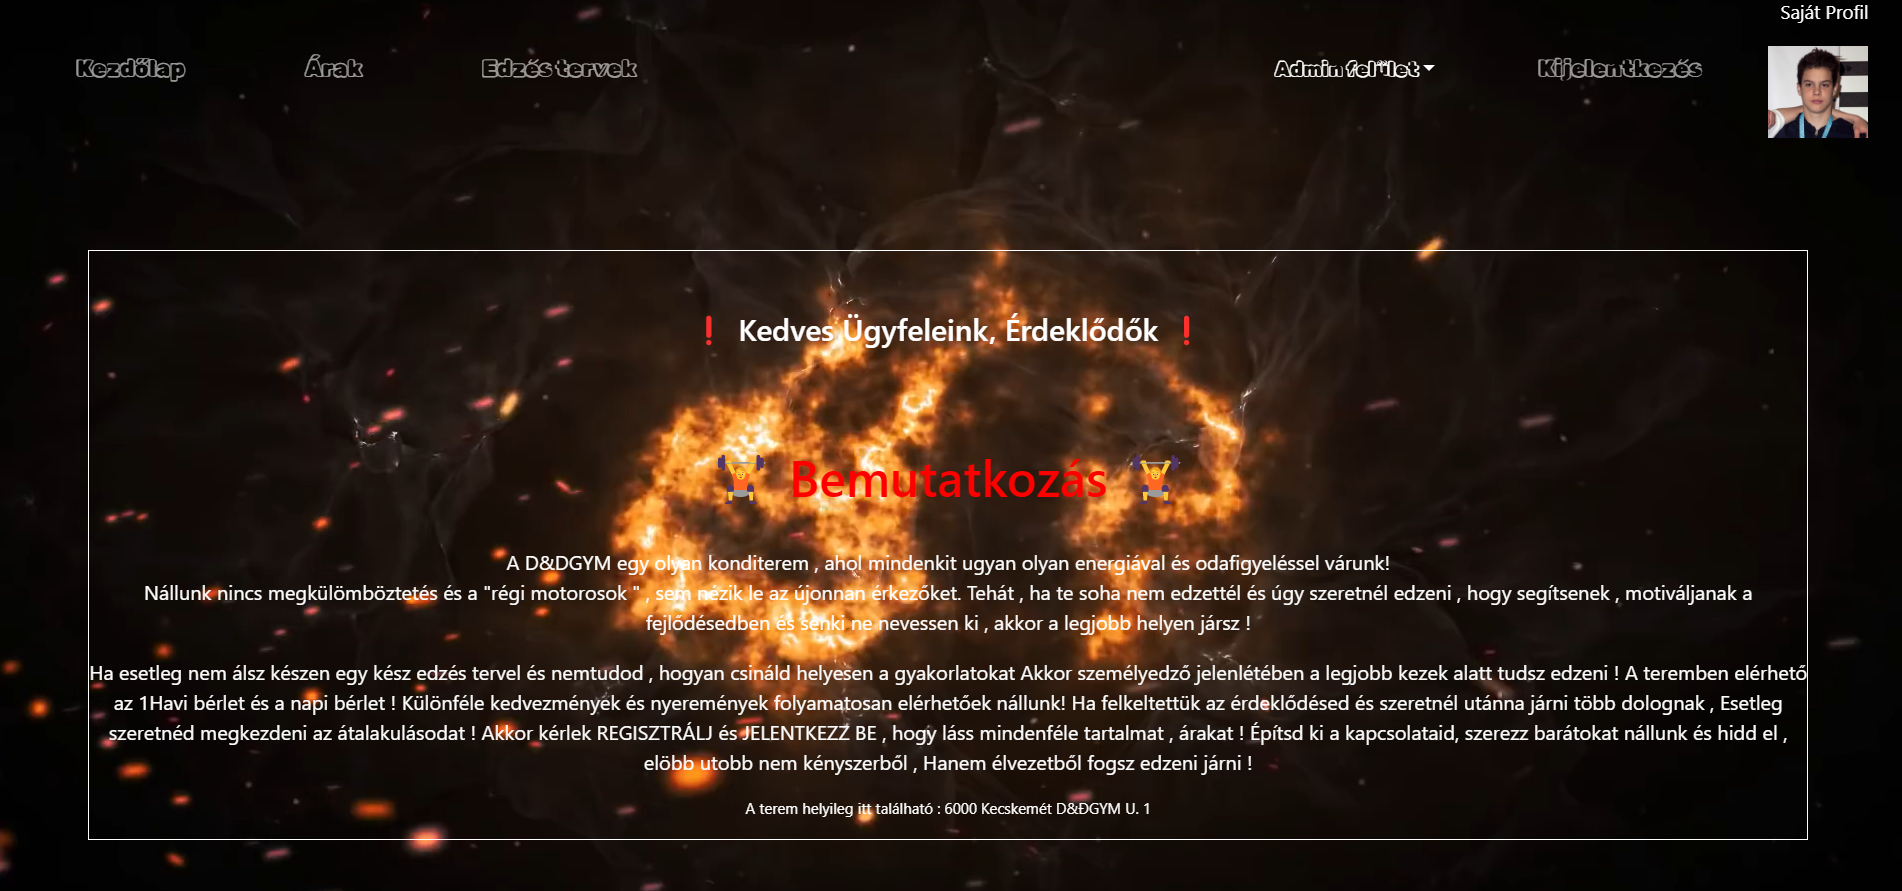 Saját Profil
Kezdőlap Árak Edzés tervek Admin felület Kijelentkezés
❗ Kedves Ügyfeleink, Érdeklődők ❗
🏋️ Bemutatkozás 🏋️
A D&DGYM egy olyan konditerem , ahol mindenkit ugyan olyan energiával és odafigyeléssel várunk!
Nállunk nincs megkülömböztetés és a "régi motorosok " , sem nézik le az újonnan érkezőket. Tehát , ha te soha nem edzettél és úgy szeretnél edzeni , hogy segítsenek , motiváljanak a
fejlődésedben és senki ne nevessen ki , akkor a legjobb helyen jársz !
Ha esetleg nem álsz készen egy kész edzés tervel és nemtudod , hogyan csináld helyesen a gyakorlatokat Akkor személyedző jelenlétében a legjobb kezek alatt tudsz edzeni ! A teremben elérhető
az 1Havi bérlet és a napi bérlet ! Különféle kedvezmények és nyeremények folyamatosan elérhetőek nállunk! Ha felkeltettük az érdeklődésed és szeretnél utánna járni több dolognak , Esetleg
szeretnéd megkezdeni az átalakulásodat ! Akkor kérlek REGISZTRÁLJ és JELENTKEZZ BE , hogy láss mindenféle tartalmat , árakat ! Építsd ki a kapcsolataid, szerezz barátokat nállunk és hidd el ,
elöbb utobb nem kényszerből , Hanem élvezetből fogsz edzeni járni !
A terem helyileg itt található : 6000 Kecskemét D&DGYM U. 1